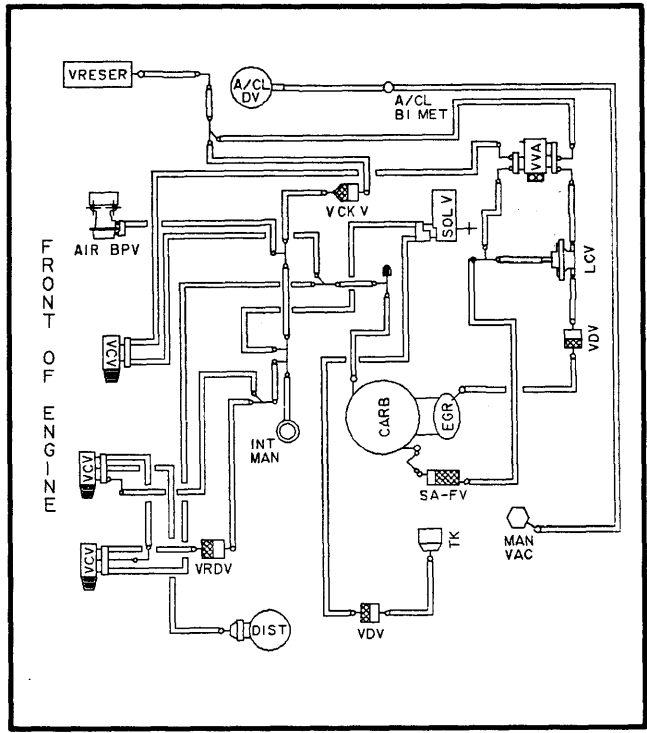 VRESER
A/CL
DV
A/CL
BI MET
VVA
VCK V
SOL V
AIR BPV
LCV
FRONT OF ENGINE
VCV
VDV
CARB
EGR
INT
MAN
VCV
SA-FV
MAN
VAC
TK
VCV
VRDV
DIST
VDV